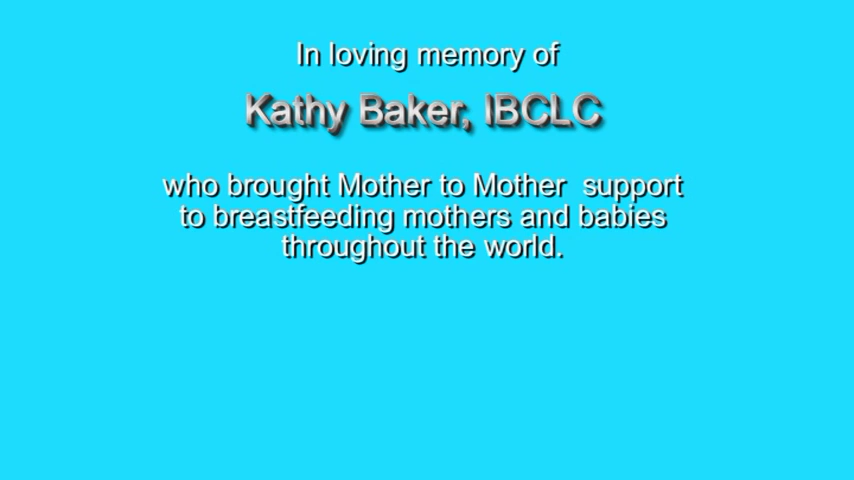 In loving memory of
Kathy Baker, IBCLC
who brought Mother to Mother  support
to breastfeeding mothers and babies
throughout the world.